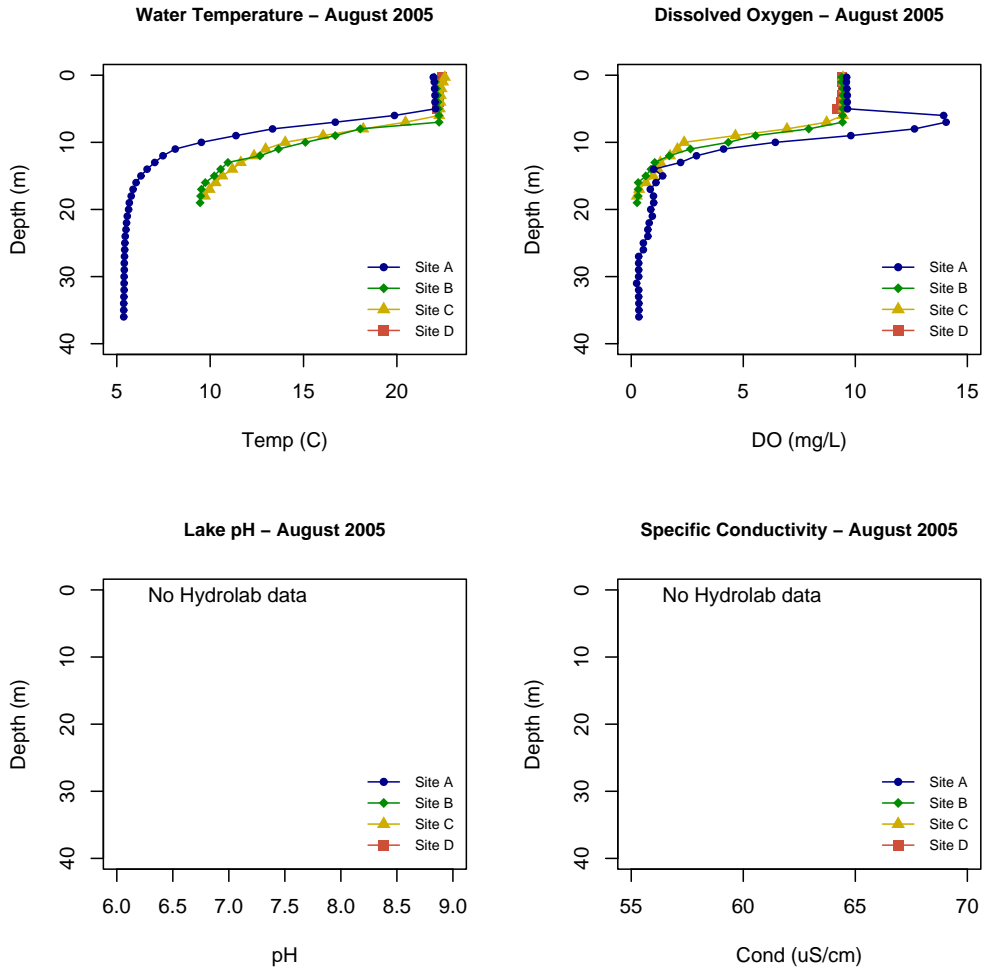 Water Temperature – August 2005
0
10
20
30
40
Depth (m)
Site A
Site B
Site C
Site D
5 10 15 20
Temp (C)
Dissolved Oxygen – August 2005
0
10
20
30
40
Depth (m)
Site A
Site B
Site C
Site D
0 5 10 15
DO (mg/L)
Lake pH – August 2005
No Hydrolab data
0
10
20
30
40
Depth (m)
Site A
Site B
Site C
Site D
6.0 6.5 7.0 7.5 8.0 8.5 9.0
pH
Specific Conductivity – August 2005
No Hydrolab data
0
10
20
30
40
Depth (m)
Site A
Site B
Site C
Site D
55 60 65 70
Cond (uS/cm)